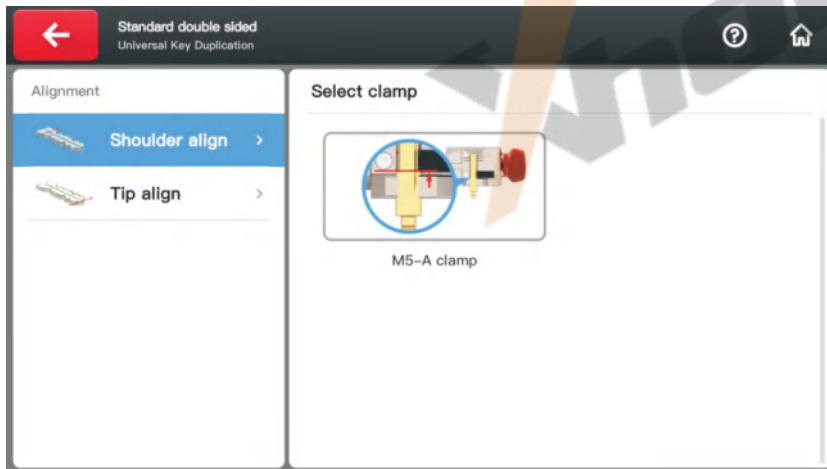 Standard double sided
Universal Key Duplication
Alignment
Shoulder align
Tip align
Select clamp
M5-A clamp